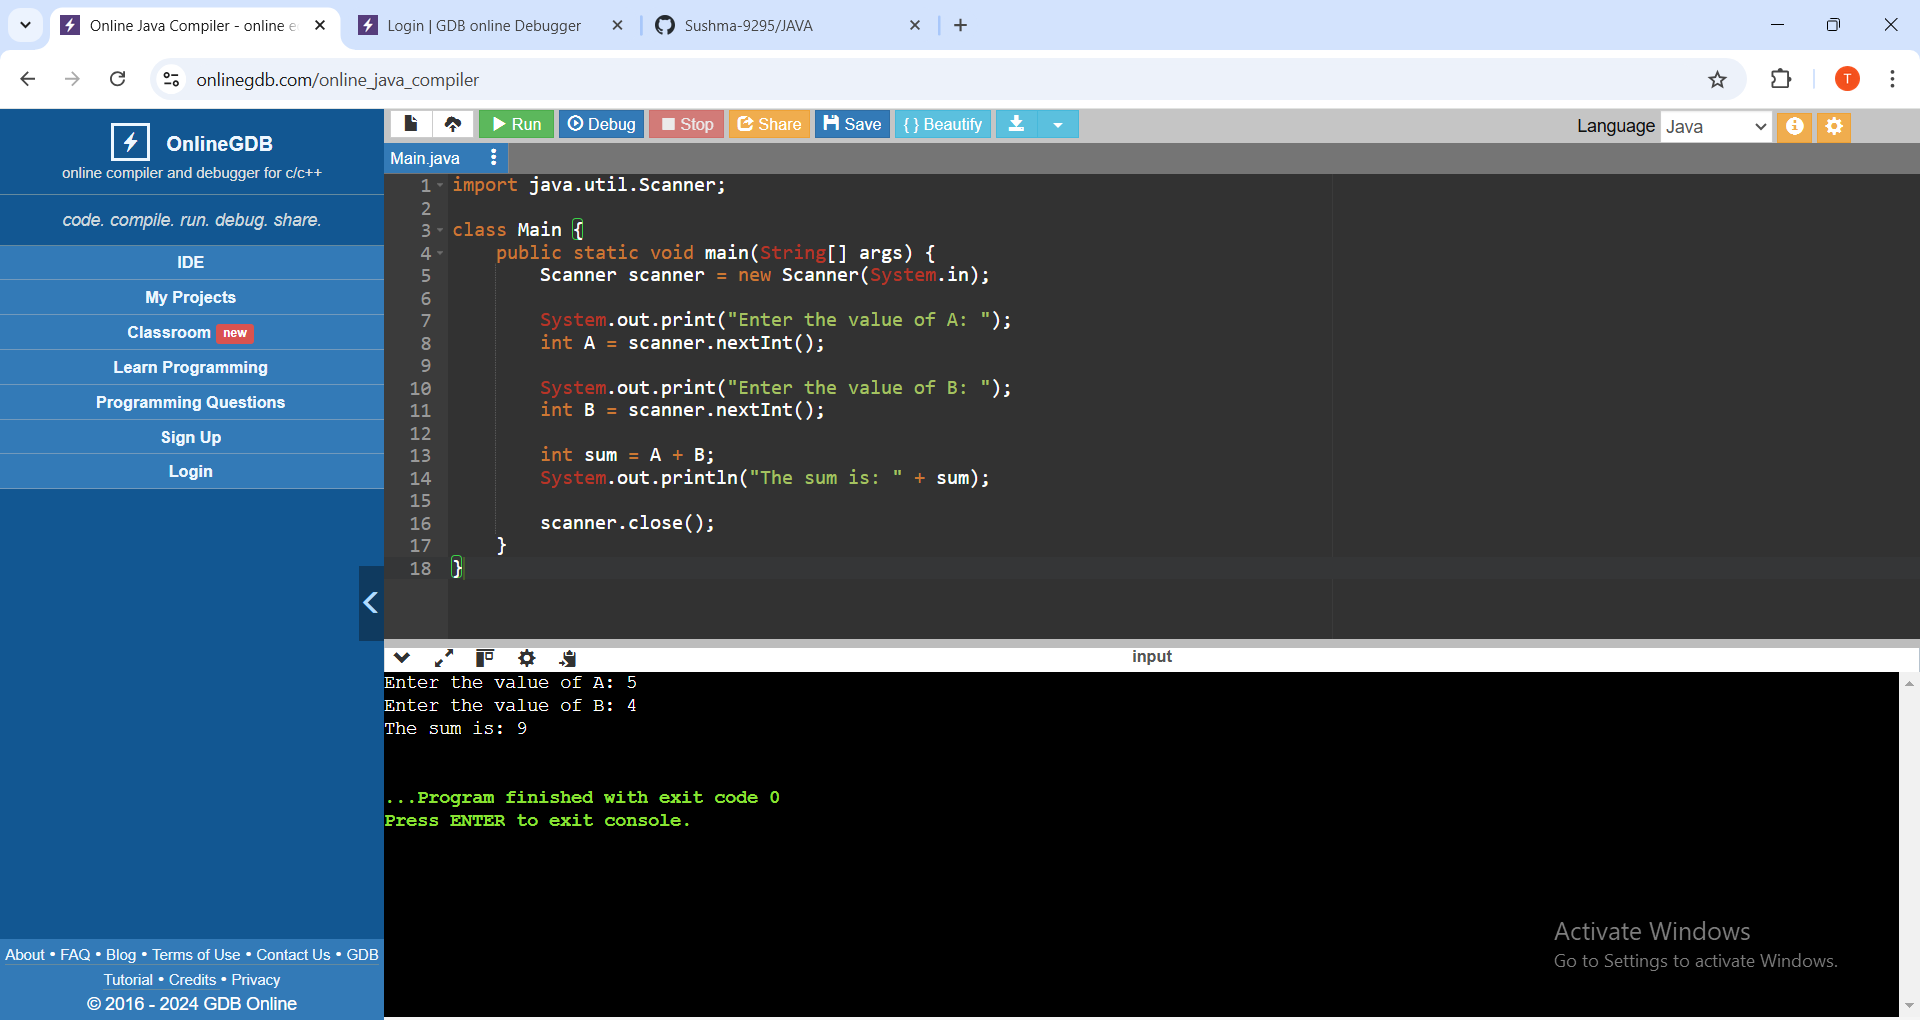 Online Java Compiler - online e
Login | GDB online Debugger
Sushma-9295/JAVA
onlinegdb.com/online_java_compiler
T
OnlineGDB
online compiler and debugger for c/c++
code. compile. run. debug. share.
IDE
My Projects
Classroom new
Learn Programming
Programming Questions
Sign Up
Login
About • FAQ • Blog • Terms of Use • Contact Us • GDB
Tutorial • Credits • Privacy
© 2016 - 2024 GDB Online
Run Debug Stop Share Save { } Beautify
Language Java
Main.java
1 import java.util.Scanner;
2
3 class Main {
4     public static void main(String[] args) {
5         Scanner scanner = new Scanner(System.in);
6
7         System.out.print("Enter the value of A: ");
8         int A = scanner.nextInt();
9
10         System.out.print("Enter the value of B: ");
11         int B = scanner.nextInt();
12
13         int sum = A + B;
14         System.out.println("The sum is: " + sum);
15
16         scanner.close();
17     }
18 }
input
Enter the value of A: 5
Enter the value of B: 4
The sum is: 9
...Program finished with exit code 0
Press ENTER to exit console.
Activate Windows
Go to Settings to activate Windows.